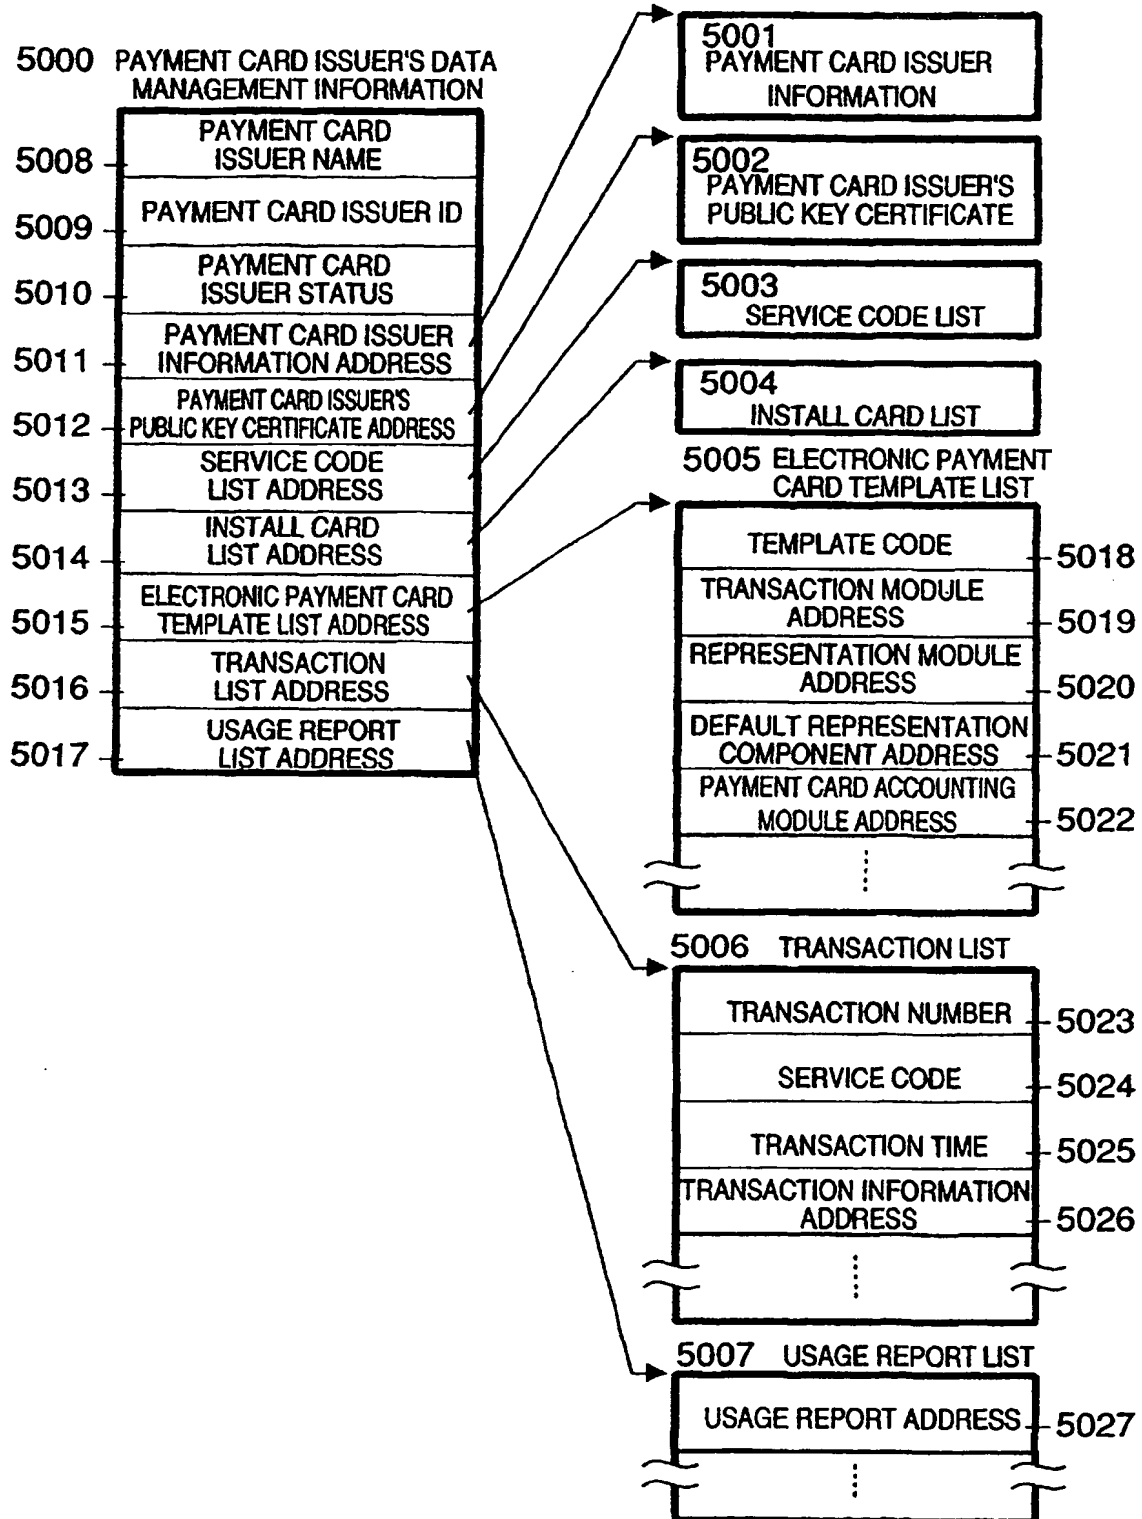 5000 PAYMENT CARD ISSUER'S DATA
MANAGEMENT INFORMATION
PAYMENT CARD
5008 ISSUER NAME
PAYMENT CARD ISSUER ID
5009
PAYMENT CARD
5010 ISSUER STATUS
PAYMENT CARD ISSUER
5011 INFORMATION ADDRESS
PAYMENT CARD ISSUER'S
5012 PUBLIC KEY CERTIFICATE ADDRESS
SERVICE CODE
5013 LIST ADDRESS
INSTALL CARD
5014 LIST ADDRESS
ELECTRONIC PAYMENT CARD
5015 TEMPLATE LIST ADDRESS
TRANSACTION
5016 LIST ADDRESS
USAGE REPORT
5017 LIST ADDRESS
5001
PAYMENT CARD ISSUER
INFORMATION
5002
PAYMENT CARD ISSUER'S
PUBLIC KEY CERTIFICATE
5003
SERVICE CODE LIST
5004
INSTALL CARD LIST
5005 ELECTRONIC PAYMENT
CARD TEMPLATE LIST
TEMPLATE CODE 5018
TRANSACTION MODULE
ADDRESS 5019
REPRESENTATION MODULE
ADDRESS 5020
DEFAULT REPRESENTATION
COMPONENT ADDRESS 5021
PAYMENT CARD ACCOUNTING
MODULE ADDRESS 5022
5006 TRANSACTION LIST
TRANSACTION NUMBER 5023
SERVICE CODE 5024
TRANSACTION TIME 5025
TRANSACTION INFORMATION
ADDRESS 5026
5007 USAGE REPORT LIST
USAGE REPORT ADDRESS 5027